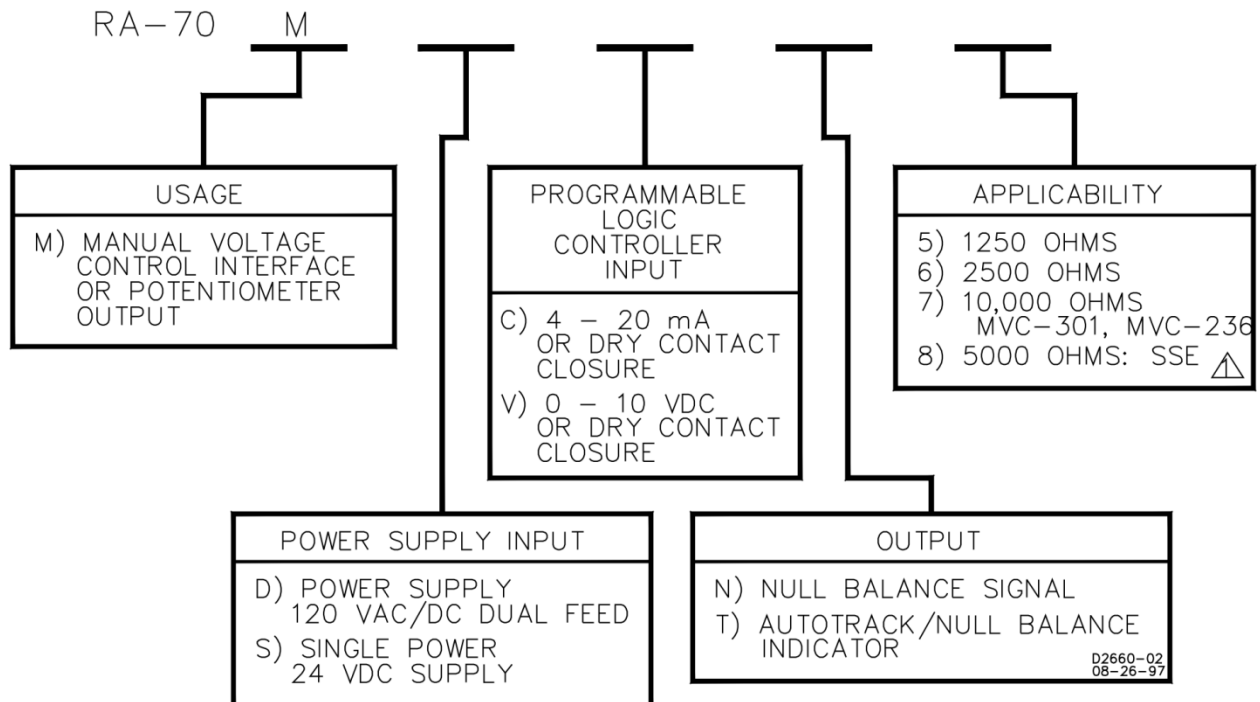 RA-70 M
USAGE
M) MANUAL VOLTAGE
CONTROL INTERFACE
OR POTENTIOMETER
OUTPUT
PROGRAMMABLE
LOGIC
CONTROLLER
INPUT
C) 4 - 20 mA
OR DRY CONTACT
CLOSURE
V) 0 - 10 VDC
OR DRY CONTACT
CLOSURE
APPLICABILITY
5) 1250 OHMS
6) 2500 OHMS
7) 10,000 OHMS
MVC-301, MVC-236
8) 5000 OHMS: SSE 1
POWER SUPPLY INPUT
D) POWER SUPPLY
120 VAC/DC DUAL FEED
S) SINGLE POWER
24 VDC SUPPLY
OUTPUT
N) NULL BALANCE SIGNAL
T) AUTOTRACK/NULL BALANCE
INDICATOR
D2660-02
08-26-97